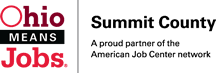 Ohio
MEANS
Jobs.
Summit County
A proud partner of the
American Job Center network